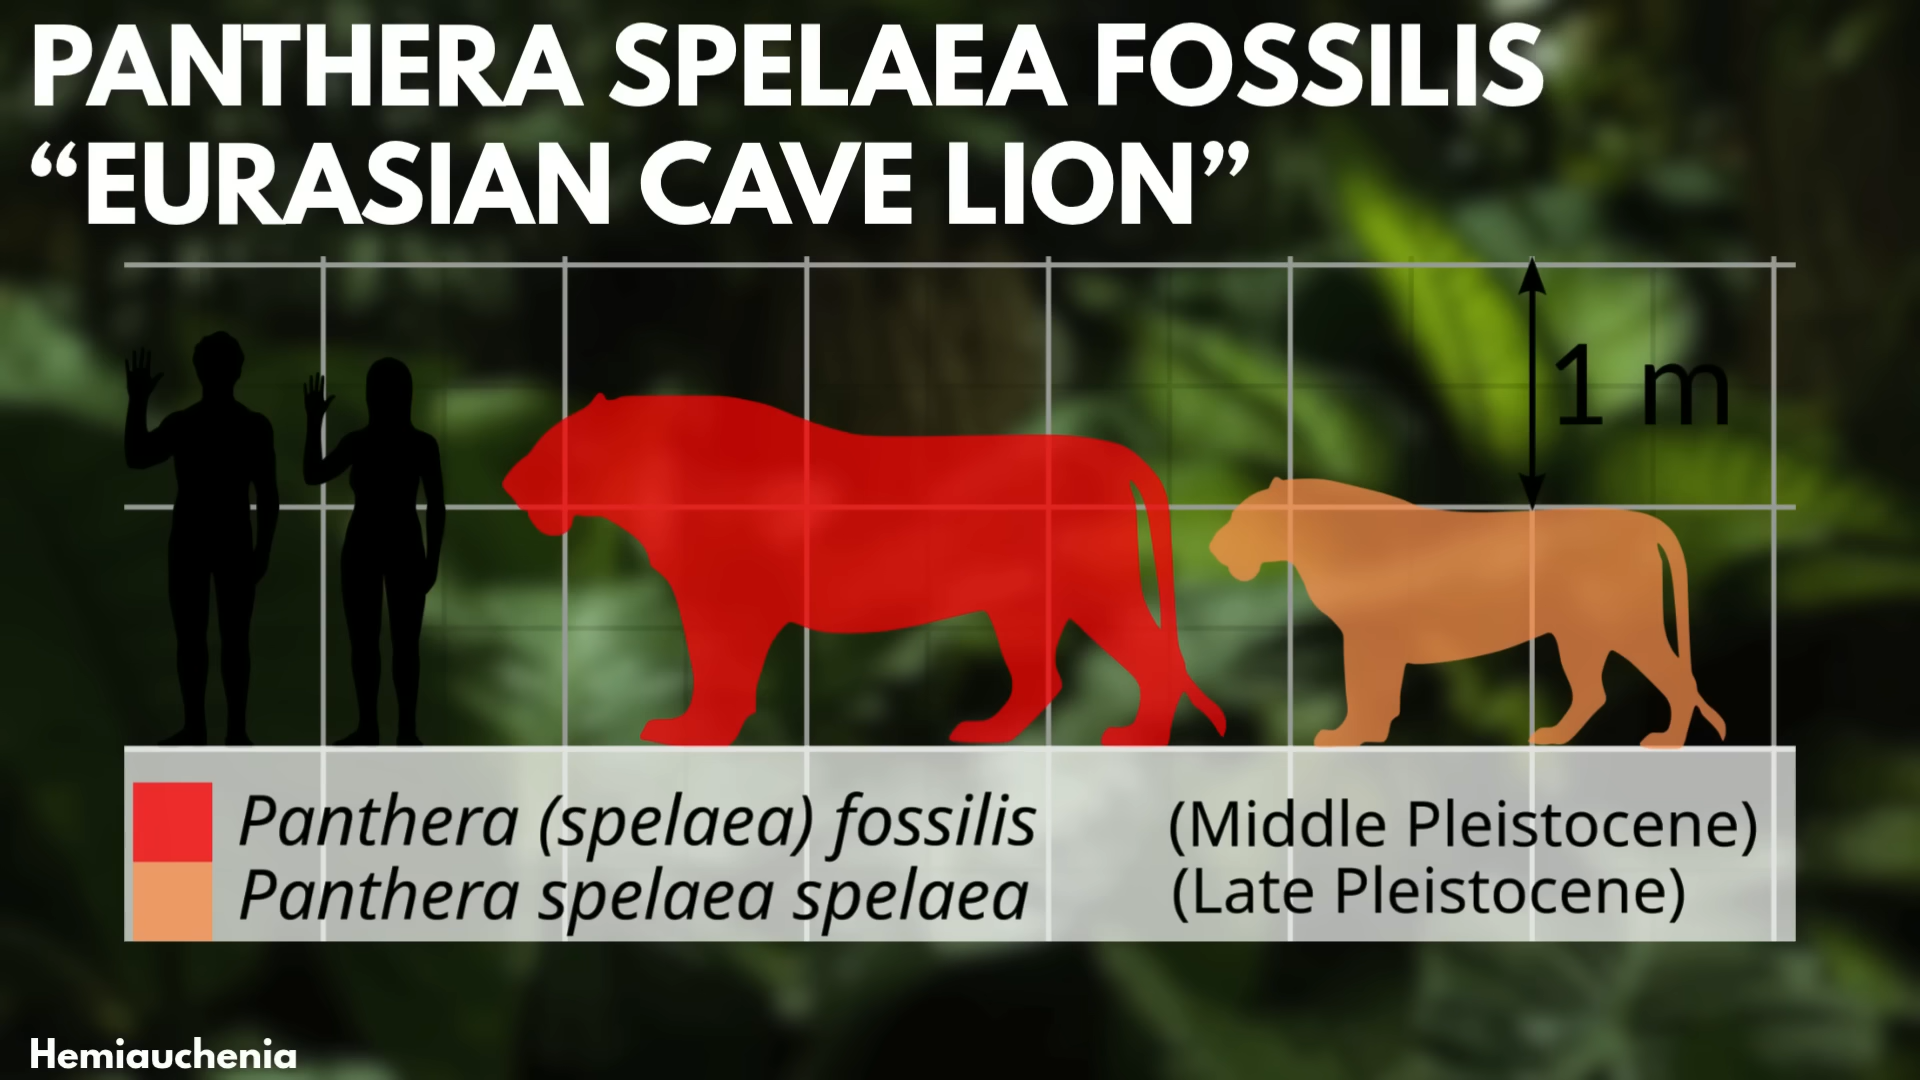 PANTHERA SPELAEA FOSSILIS
“EURASIAN CAVE LION”
1 m
Panthera (spelaea) fossilis (Middle Pleistocene)
Panthera spelaea spelaea (Late Pleistocene)
Hemiauchenia